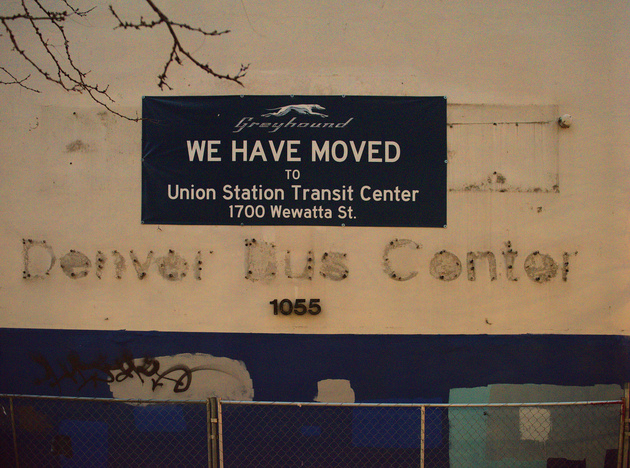 Greyhound
WE HAVE MOVED
TO
Union Station Transit Center
1700 Wewatta St.
Denver Bus Center
1055